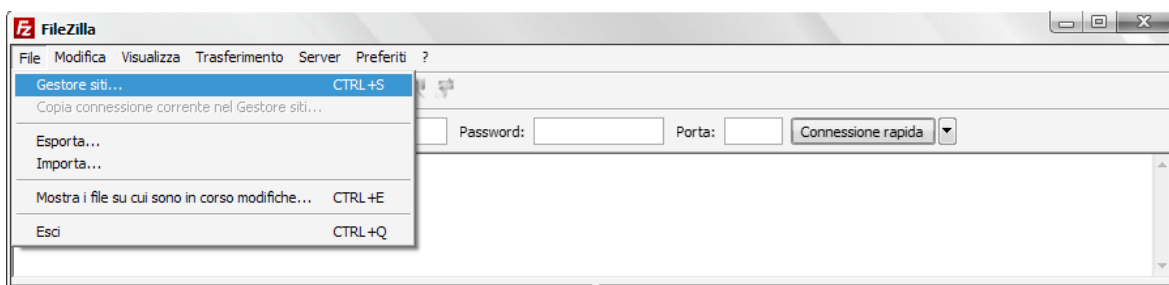 FileZilla
File Modifica Visualizza Trasferimento Server Preferiti ?
Gestore siti... CTRL+S
Copia connessione corrente nel Gestore siti...
Password: Porta: Connessione rapida
Esporta...
Importa...
Mostra i file su cui sono in corso modifiche... CTRL+E
Esci CTRL+Q